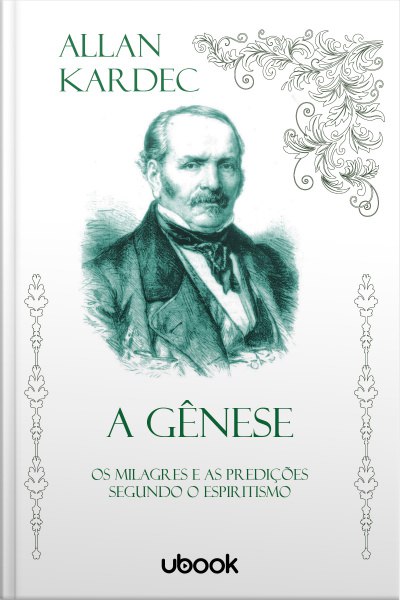 ALLAN
KARDEC
A GÊNESE
OS MILAGRES E AS PREDIÇÕES
SEGUNDO O ESPIRITISMO
ubook